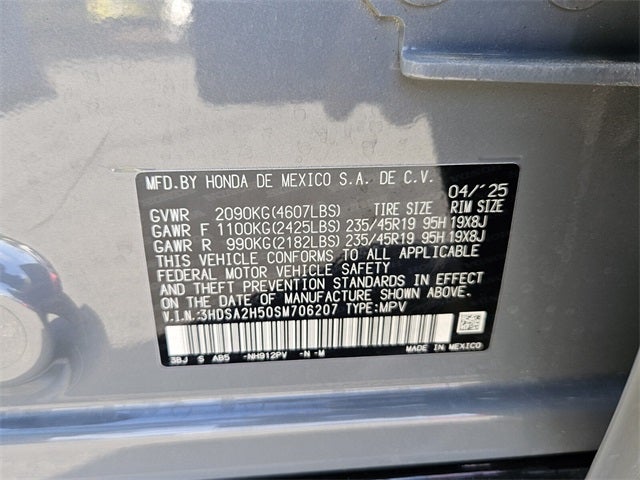 MFD.BY HONDA DE MEXICO S.A. DE C.V. 04/'25
GVWR 2090KG(4607LBS) TIRE SIZE RIM SIZE
GAWR F 1100KG(2425LBS) 235/45R19 95H 19X8J
GAWR R 990KG(2182LBS) 235/45R19 95H 19X8J
THIS VEHICLE CONFORMS TO ALL APPLICABLE
FEDERAL MOTOR VEHICLE SAFETY
AND THEFT PREVENTION STANDARDS IN EFFECT
ON THE DATE OF MANUFACTURE SHOWN ABOVE.
V.I.N.:3HDSA2H50SM706207 TYPE:MPV
3BJ S AB5 -NH912PV -N -M MADE IN MEXICO